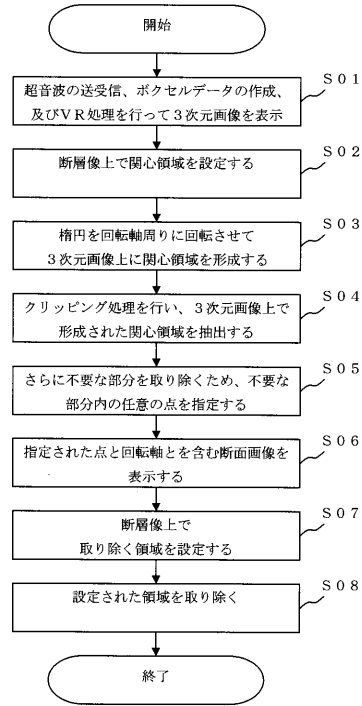 開始
S01
超音波の送受信、ボクセルデータの作成、
及びVR処理を行って3次元画像を表示
S02
断層像上で関心領域を設定する
S03
楕円を回転軸周りに回転させて
3次元画像上に関心領域を形成する
S04
クリッピング処理を行い、3次元画像上で
形成された関心領域を抽出する
S05
さらに不要な部分を取り除くため、不要な
部分内の任意の点を指定する
S06
指定された点と回転軸とを含む断面画像を
表示する
S07
断層像上で
取り除く領域を設定する
S08
設定された領域を取り除く
終了